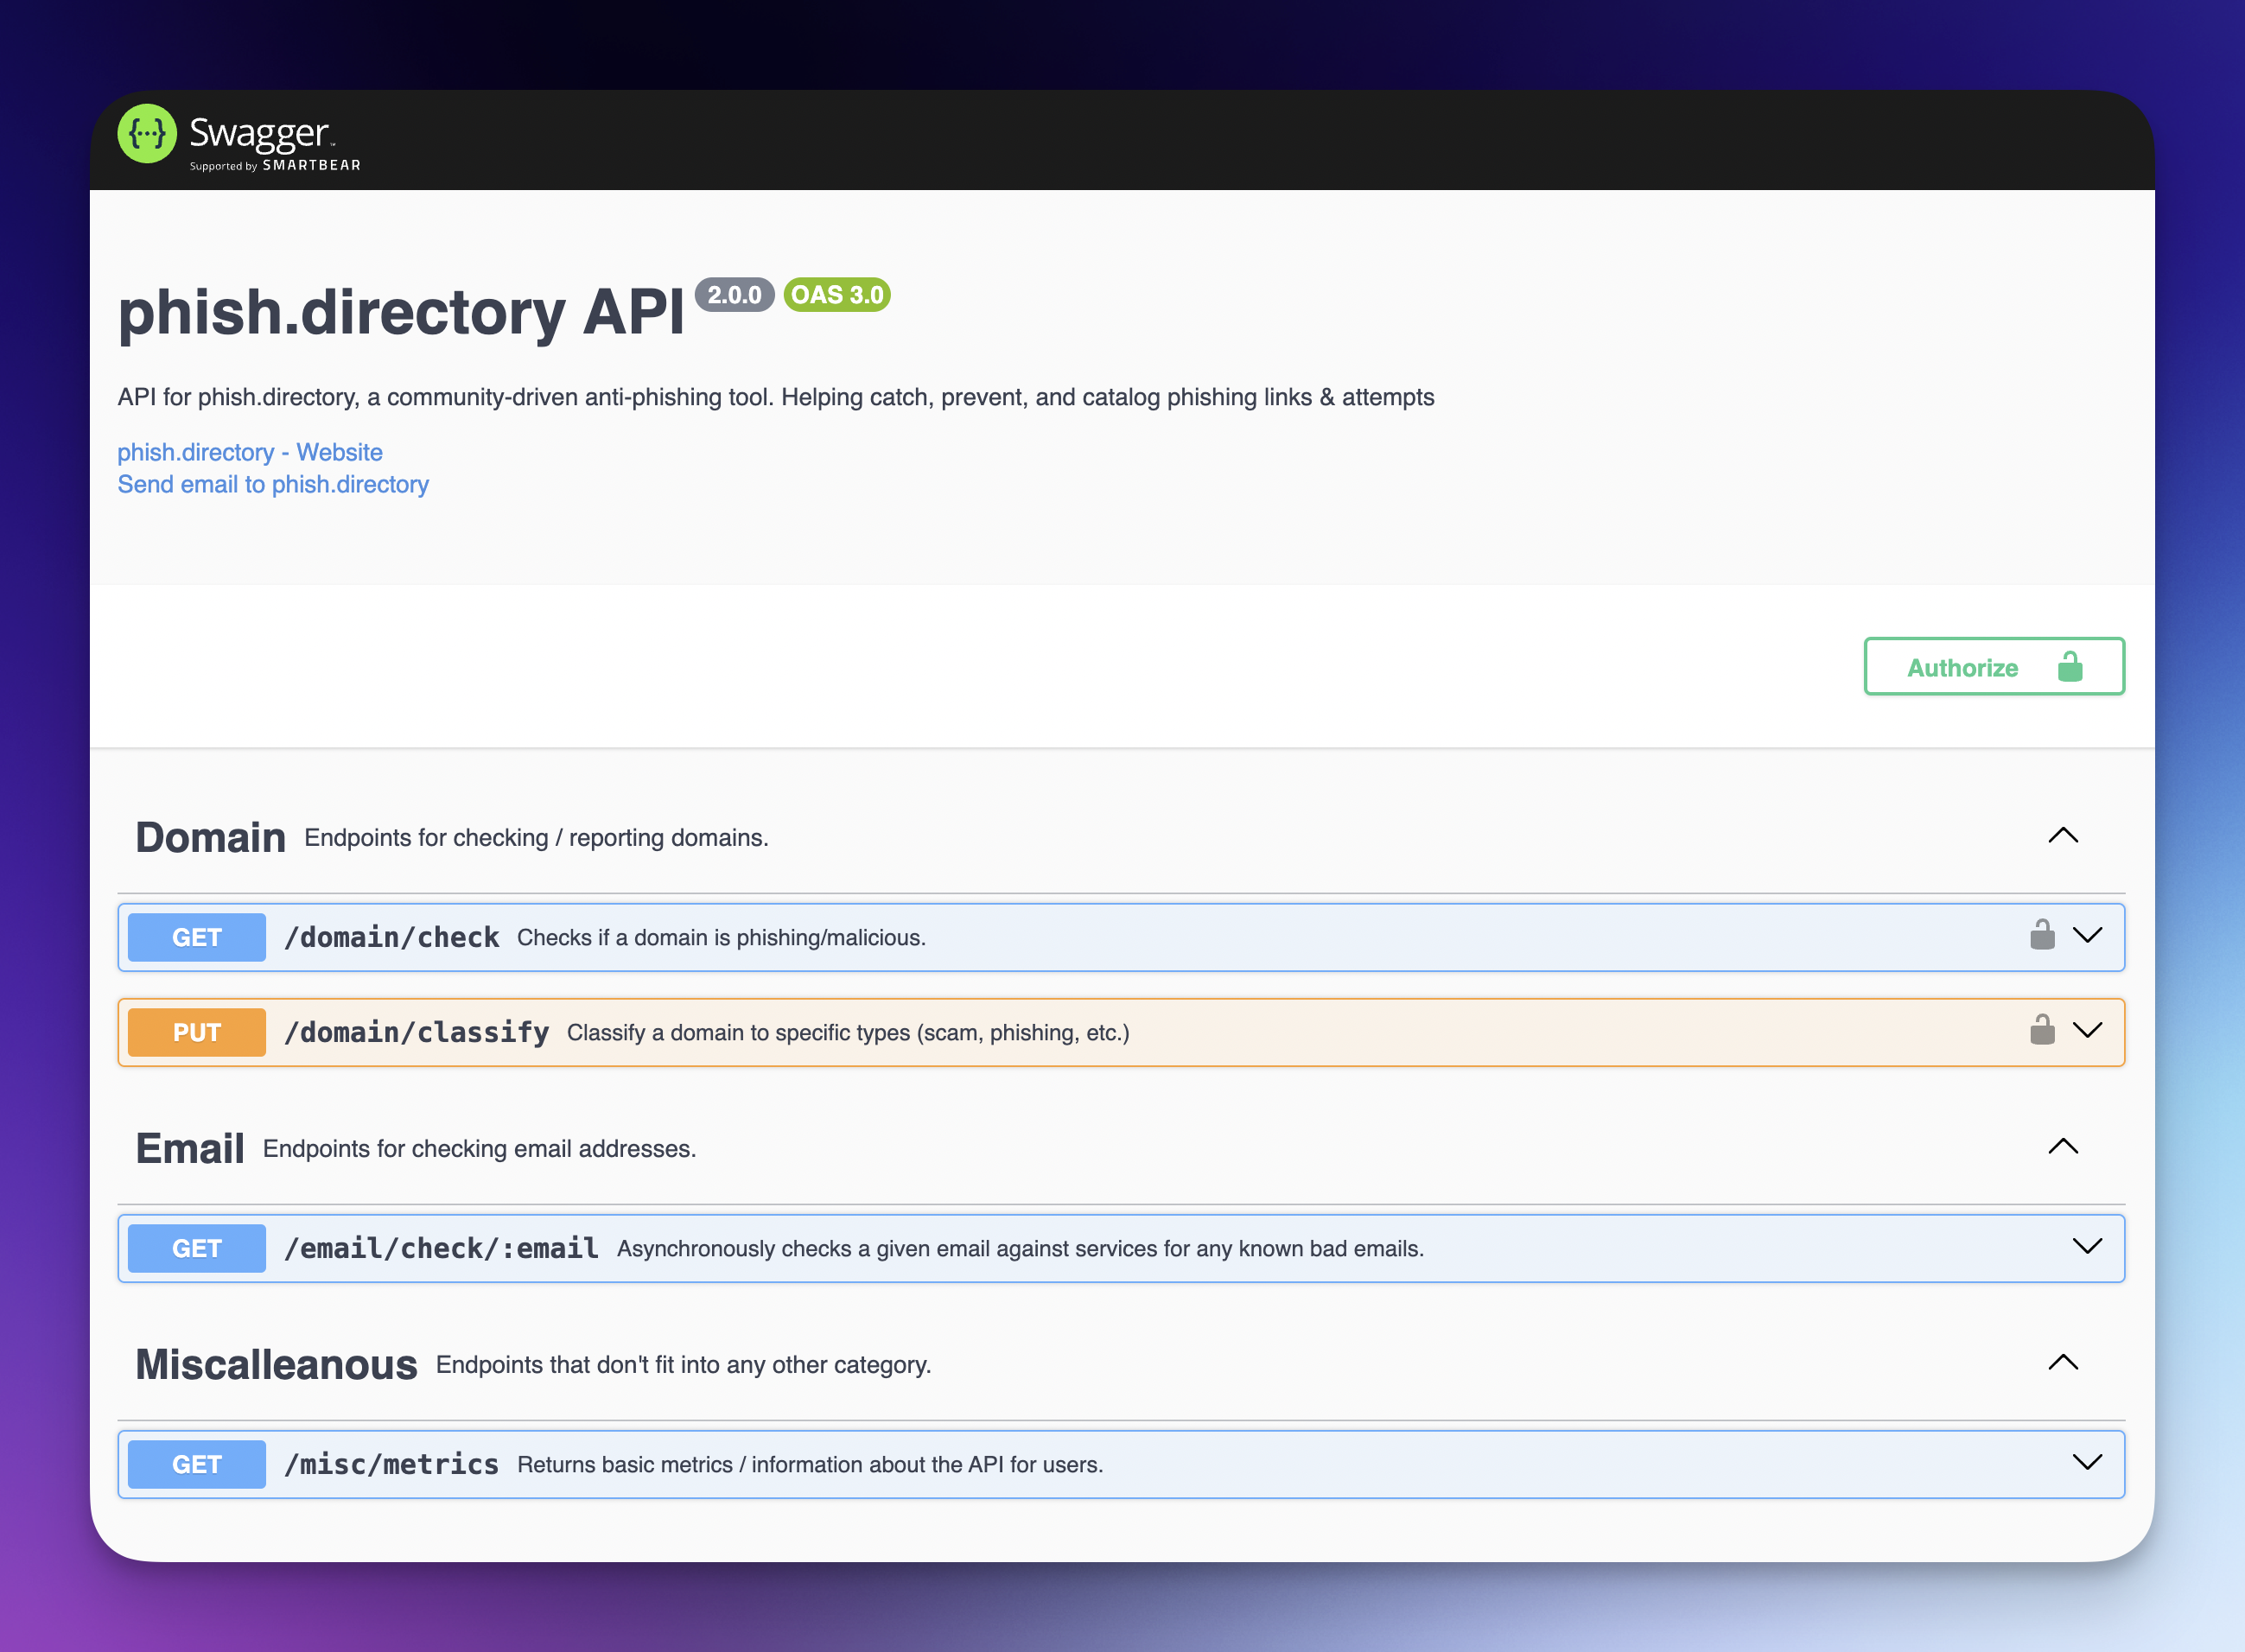 {···} Swagger™
Supported by SMARTBEAR
phish.directory API 2.0.0 OAS 3.0
API for phish.directory, a community-driven anti-phishing tool. Helping catch, prevent, and catalog phishing links & attempts
phish.directory - Website
Send email to phish.directory
Authorize
Domain Endpoints for checking / reporting domains.
GET /domain/check Checks if a domain is phishing/malicious.
PUT /domain/classify Classify a domain to specific types (scam, phishing, etc.)
Email Endpoints for checking email addresses.
GET /email/check/:email Asynchronously checks a given email against services for any known bad emails.
Miscalleanous Endpoints that don't fit into any other category.
GET /misc/metrics Returns basic metrics / information about the API for users.